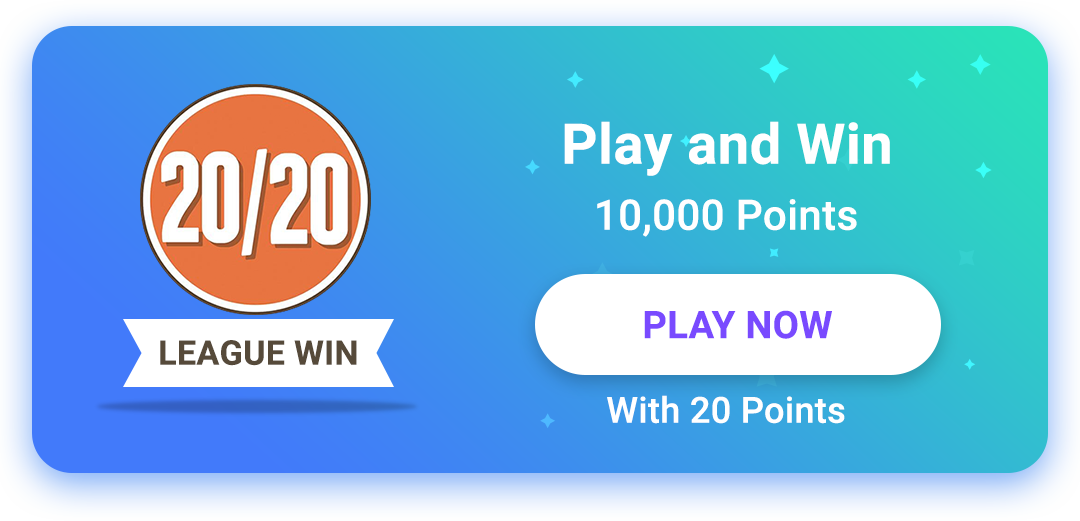 20/20
LEAGUE WIN
Play and Win
10,000 Points
PLAY NOW
With 20 Points